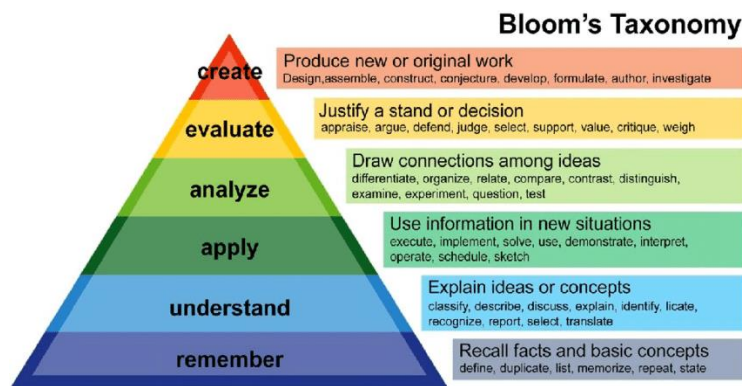 Bloom's Taxonomy
create
Produce new or original work
Design,assemble, construct, conjecture, develop, formulate, author, investigate
evaluate
Justify a stand or decision
appraise, argue, defend, judge, select, support, value, critique, weigh
analyze
Draw connections among ideas
differentiate, organize, relate, compare, contrast, distinguish,
examine, experiment, question, test
apply
Use information in new situations
execute, implement, solve, use, demonstrate, interpret,
operate, schedule, sketch
understand
Explain ideas or concepts
classify, describe, discuss, explain, identify, licate,
recognize, report, select, translate
remember
Recall facts and basic concepts
define, duplicate, list, memorize, repeat, state